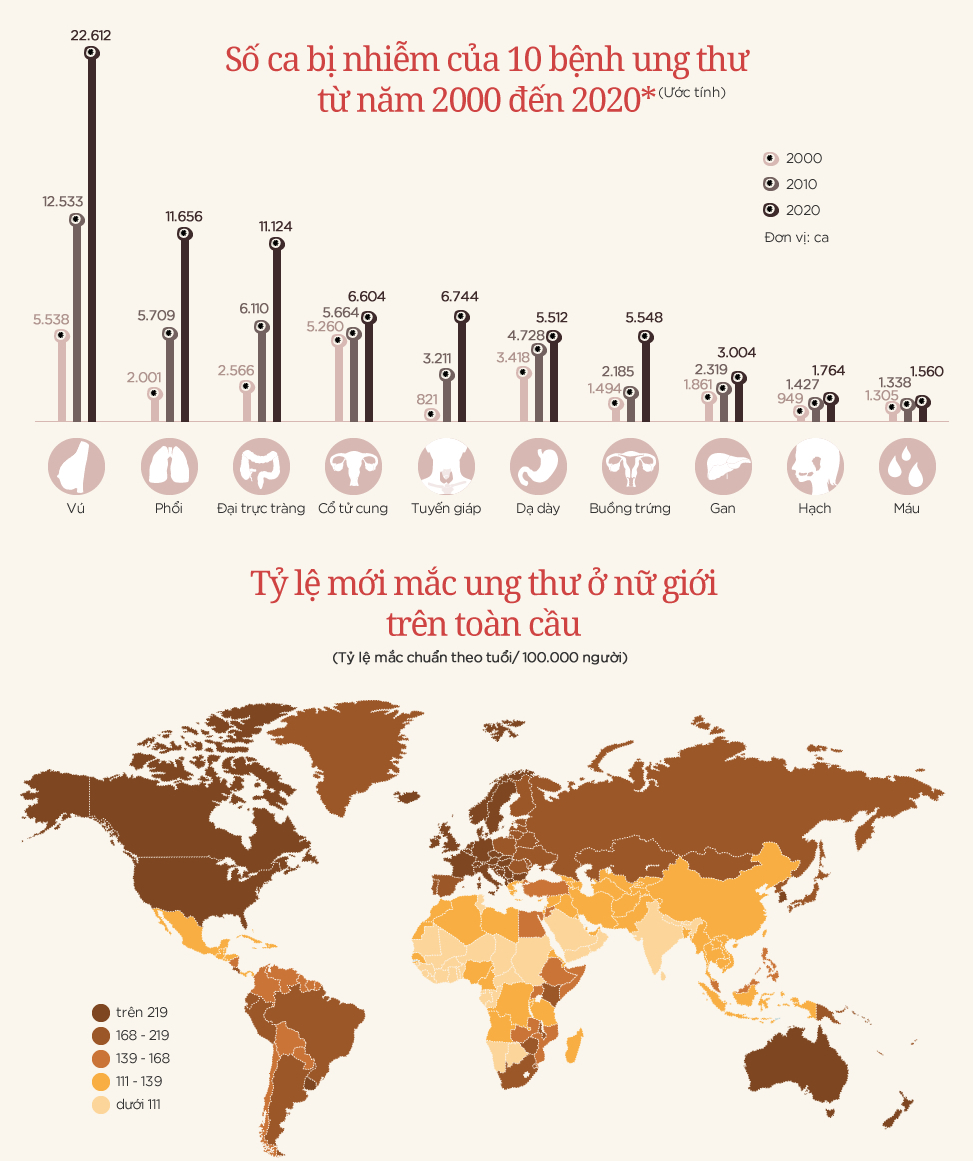 Số ca bị nhiễm của 10 bệnh ung thư
từ năm 2000 đến 2020* (Ước tính)
2000
2010
2020
Đơn vị: ca
5.538
12.533
22.612
2.001
5.709
11.656
2.566
6.110
11.124
5.260
5.664
6.604
821
3.211
6.744
3.418
4.728
5.512
1.494
2.185
5.548
1.861
2.319
3.004
949
1.427
1.764
1.305
1.338
1.560
Vú
Phổi
Đại trực tràng
Cổ tử cung
Tuyến giáp
Dạ dày
Buồng trứng
Gan
Hạch
Máu
Tỷ lệ mới mắc ung thư ở nữ giới
trên toàn cầu
(Tỷ lệ mắc chuẩn theo tuổi/ 100.000 người)
trên 219
168 - 219
139 - 168
111 - 139
dưới 111